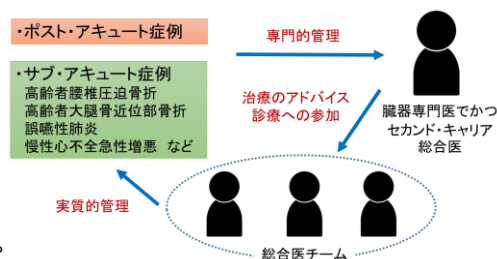 ・ポスト・アキュート症例
・サブ・アキュート症例
高齢者腰椎圧迫骨折
高齢者大腿骨近位部骨折
誤嚥性肺炎
慢性心不全急性増悪 など
専門的管理
治療のアドバイス
診療への参加
臓器専門医でかつ
セカンド・キャリア
総合医
実質的管理
総合医チーム
。